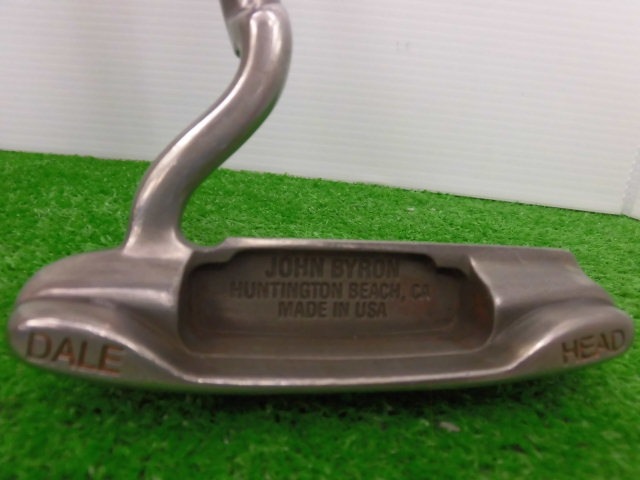 JOHN BYRON
HUNTINGTON BEACH, CA
MADE IN USA
DALE
HEAD